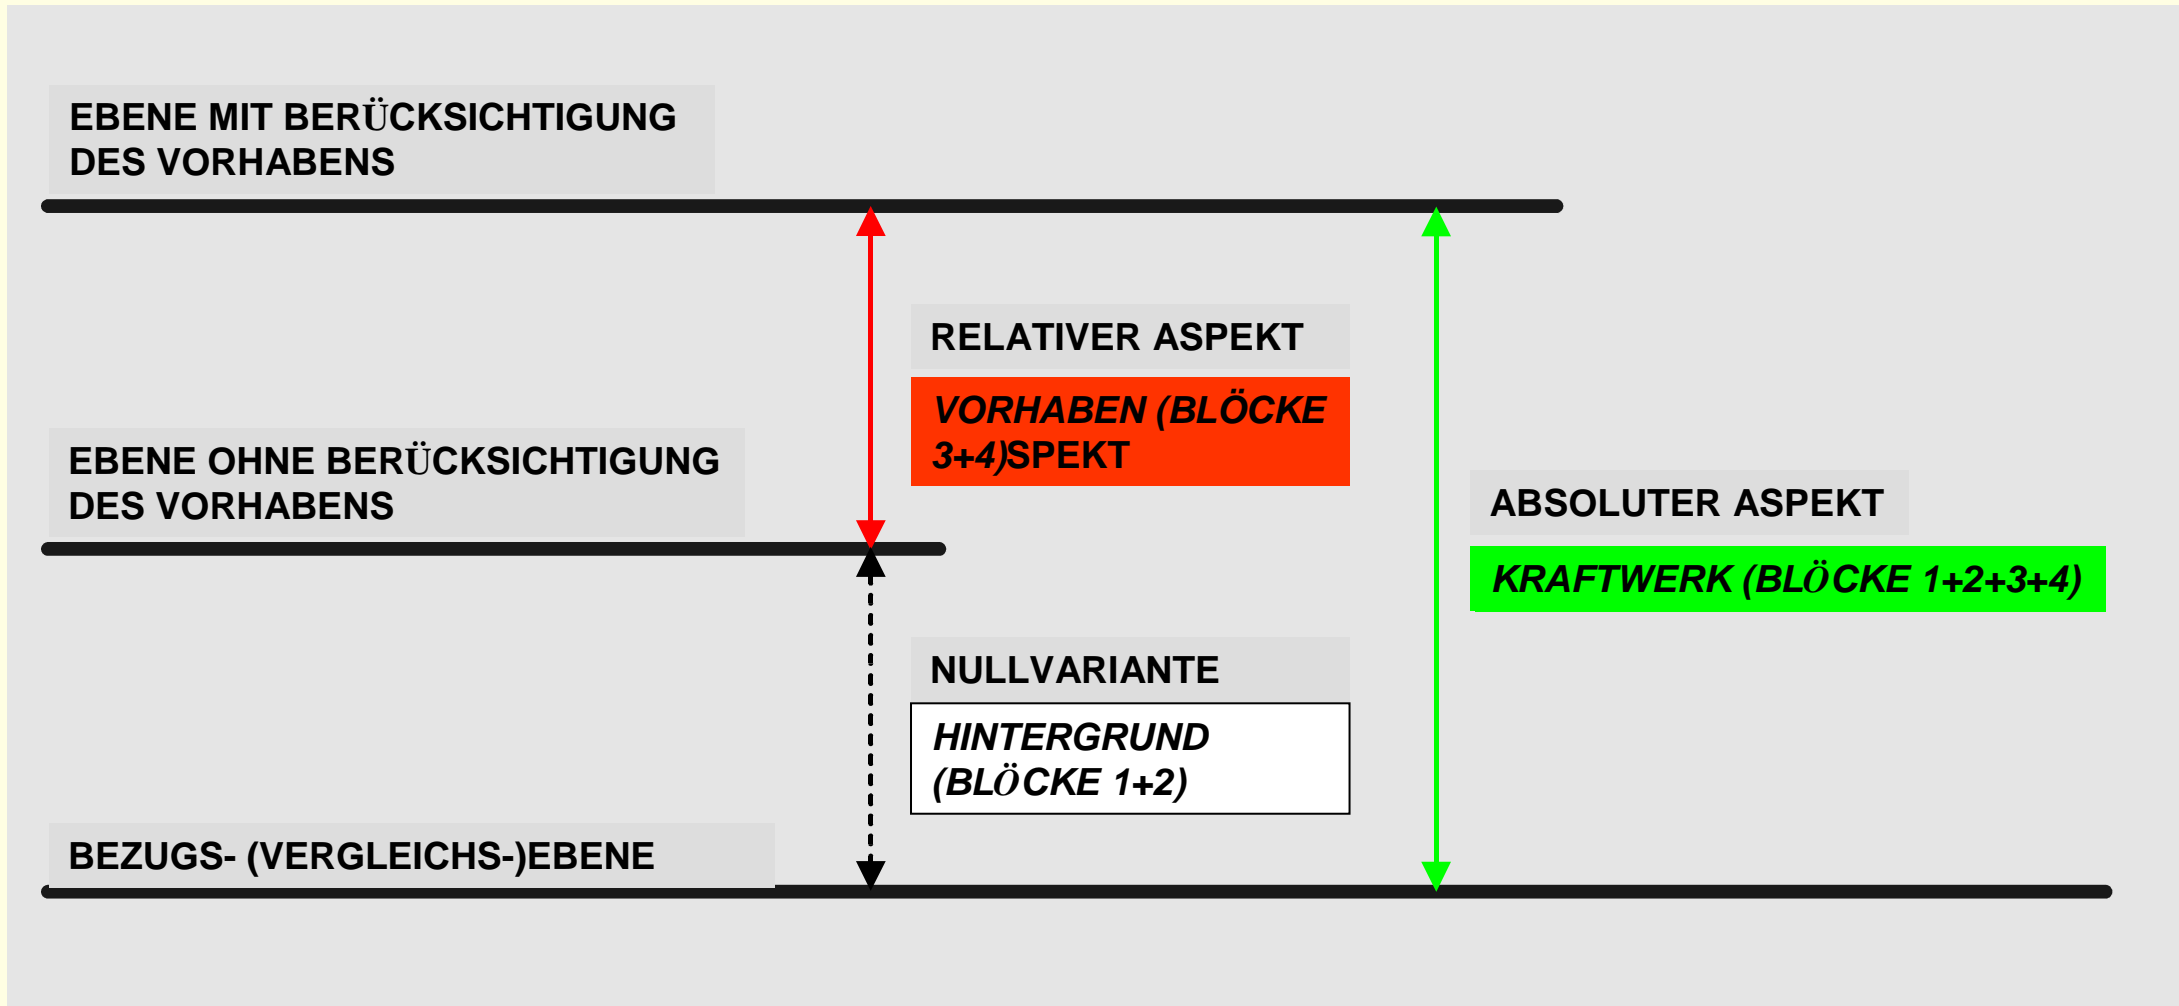 EBENE MIT BERÜCKSICHTIGUNG
DES VORHABENS
RELATIVER ASPEKT
VORHABEN (BLÖCKE
3+4)SPEKT
EBENE OHNE BERÜCKSICHTIGUNG
DES VORHABENS
ABSOLUTER ASPEKT
KRAFTWERK (BLÖCKE 1+2+3+4)
NULLVARIANTE
HINTERGRUND
(BLÖCKE 1+2)
BEZUGS- (VERGLEICHS-)EBENE